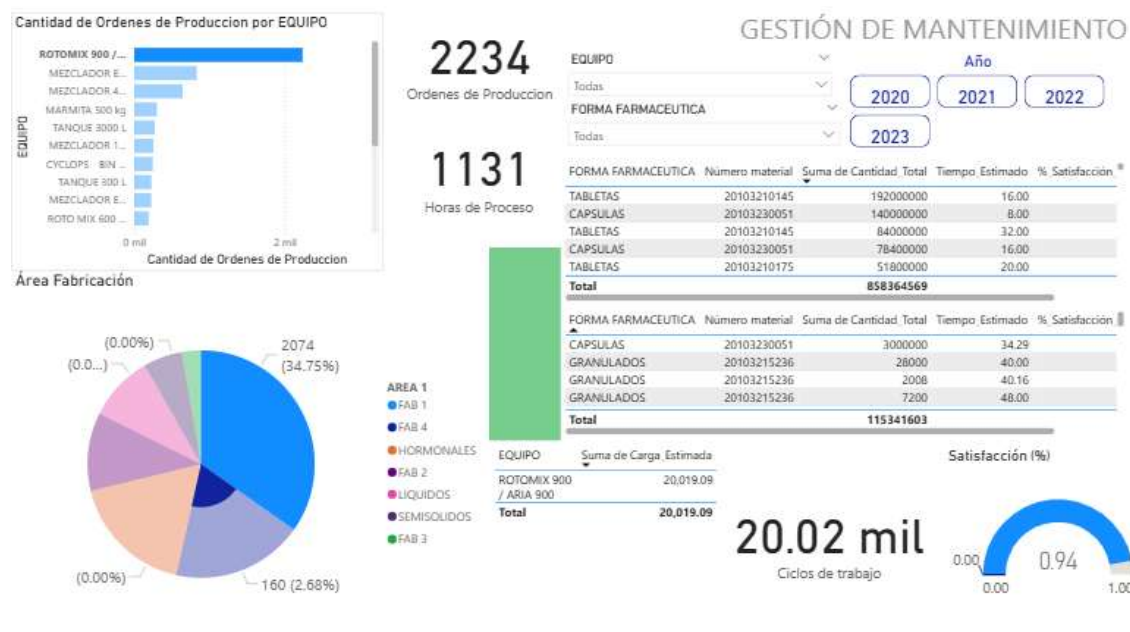 Cantidad de Ordenes de Produccion por EQUIPO
EQUIPO
ROTOMIX 900 /...
MEZCLADOR E...
MEZCLADOR 4...
MARMITA 500 kg
TANQUE 3000 L
MEZCLADOR 1...
CYCLOPS BIN ...
TANQUE 300 L
MEZCLADOR E...
ROTO MIX 600 ...
0 mil 2 mil
Cantidad de Ordenes de Produccion
2234
Ordenes de Produccion
1131
Horas de Proceso
GESTIÓN DE MANTENIMIENTO
EQUIPO
Todas
FORMA FARMACEUTICA
Todas
Año
2020 2021 2022
2023
FORMA FARMACEUTICA Número material Suma de Cantidad_Total Tiempo_Estimado % Satisfacción
TABLETAS 20103210145 192000000 16.00
CAPSULAS 20103230051 140000000 8.00
TABLETAS 20103210145 84000000 32.00
CAPSULAS 20103230051 78400000 16.00
TABLETAS 20103210175 51800000 20.00
Total 858364569
FORMA FARMACEUTICA Número material Suma de Cantidad_Total Tiempo_Estimado % Satisfacción
CAPSULAS 20103230051 3000000 34.29
GRANULADOS 20103215236 28000 40.00
GRANULADOS 20103215236 2008 40.16
GRANULADOS 20103215236 7200 48.00
Total 115341603
Área Fabricación
(0.00%)
(0.0...)
2074
(34.75%)
(0.00%)
160 (2.68%)
AREA 1
FAB 1
FAB 4
HORMONALES
FAB 2
LIQUIDOS
SEMISOLIDOS
FAB 3
EQUIPO Suma de Carga_Estimada
ROTOMIX 900 20,019.09
/ ARIA 900
Total 20,019.09
20.02 mil
Ciclos de trabajo
Satisfacción (%)
0.00
0.94
0.00 1.00